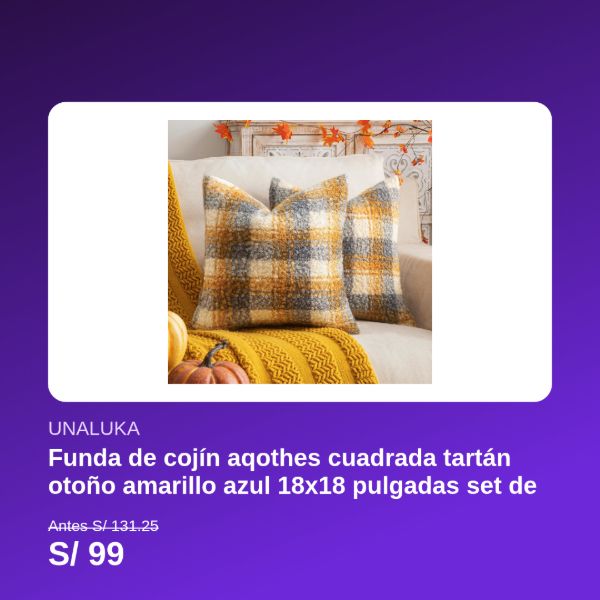 UNALUKA
Funda de cojín aqothes cuadrada tartán
otoño amarillo azul 18x18 pulgadas set de
Antes S/ 131.25
S/ 99